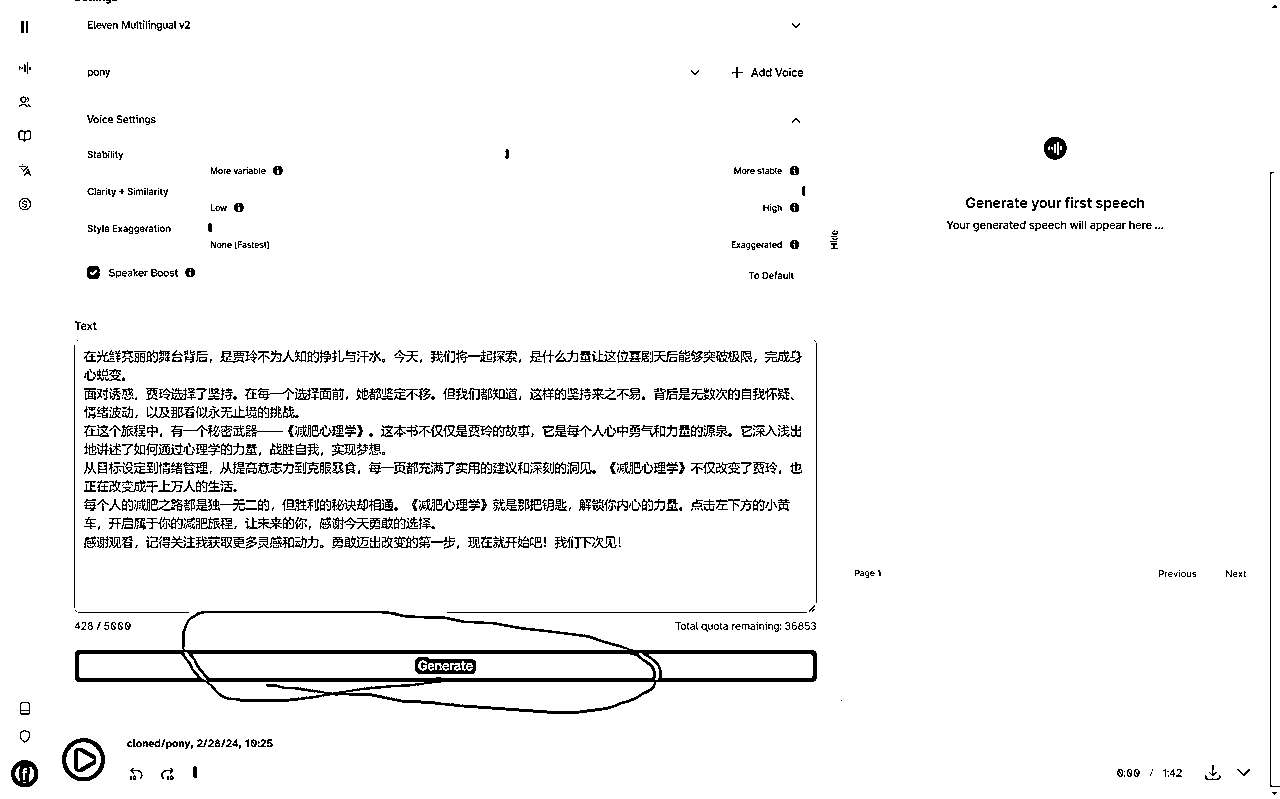 Eleven Multilingual v2
pony
Add Voice
Voice Settings
Stability
More variable
More stable
Clarity + Similarity
Low
High
Style Exaggeration
None (Fastest)
Exaggerated
Speaker Boost
To Default
Hide
Generate your first speech
Your generated speech will appear here ...
Text
在光鲜亮丽的舞台背后，是贾玲不为人知的挣扎与汗水。今天，我们将一起探索，是什么力量让这位喜剧天后能够突破极限，完成身
心蜕变。
面对诱惑，贾玲选择了坚持。在每一个选择面前，她都鉴定不移。但我们都知道，这样的坚持来之不易。背后是无数次的自我怀疑、
情绪波动，以及那看似永无止境的挑战。
在这个旅程中，有一个秘密武器——《减肥心理学》。这本书不仅仅是贾玲的故事，它是每个人心中勇气和力量的源泉。它深入浅出
地讲述了如何通过心理学的力量，战胜自我，实现梦想。
从目标设定到情绪管理，从提高意志力到克服暴食，每一页都充满了实用的建议和深刻的洞见。《减肥心理学》不仅改变了贾玲，也
正在改变成千上万人的生活。
每个人的减肥之路都是独一无二的，但胜利的秘诀却相通。《减肥心理学》就是那把钥匙，解锁你内心的力量。点击左下方的小黄
车，开启属于你的减肥旅程，让未来的你，感谢今天勇敢的选择。
感谢观看，记得关注我获取更多灵感和动力。勇敢迈出改变的第一步，现在就开始吧！我们下次见！
Page 1
Previous
Next
428 / 5000
Total quota remaining: 36853
Generate
cloned/pony, 2/28/24, 10:25
10
10
0:00 / 1:42